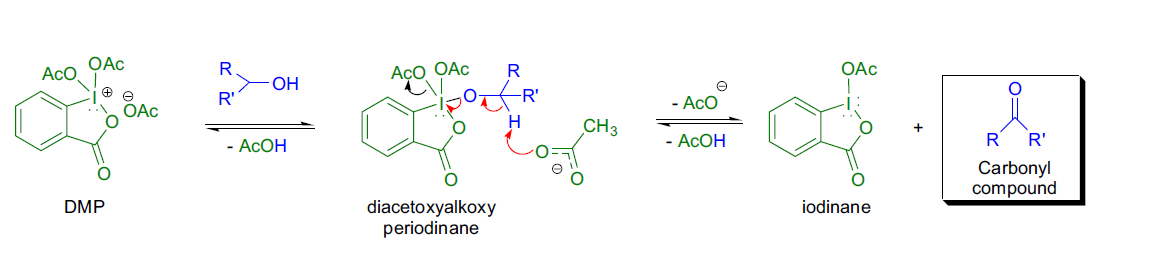 AcO
OAc
I
⊕
⊖
OAc
O
O
DMP
R
R'
OH
- AcOH
AcO
OAc
I
O
R
R'
H
O
O
CH3
O
⊖
O
diacetoxyalkoxy
periodinane
⊖
- AcO
- AcOH
OAc
I
O
O
iodinane
+
O
R
R'
Carbonyl
compound